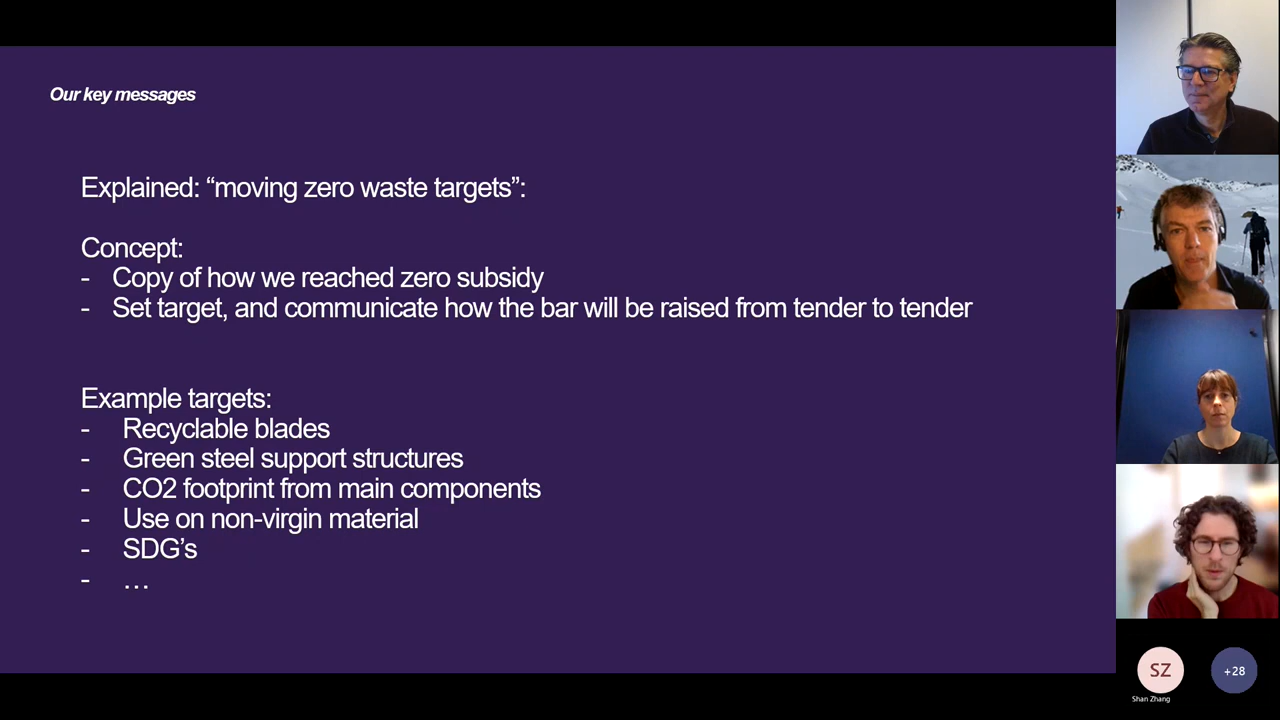 Our key messages
Explained: “moving zero waste targets”:
Concept:
- Copy of how we reached zero subsidy
- Set target, and communicate how the bar will be raised from tender to tender
Example targets:
- Recyclable blades
- Green steel support structures
- CO2 footprint from main components
- Use on non-virgin material
- SDG’s
- …
SZ
+28
Shan Zhang